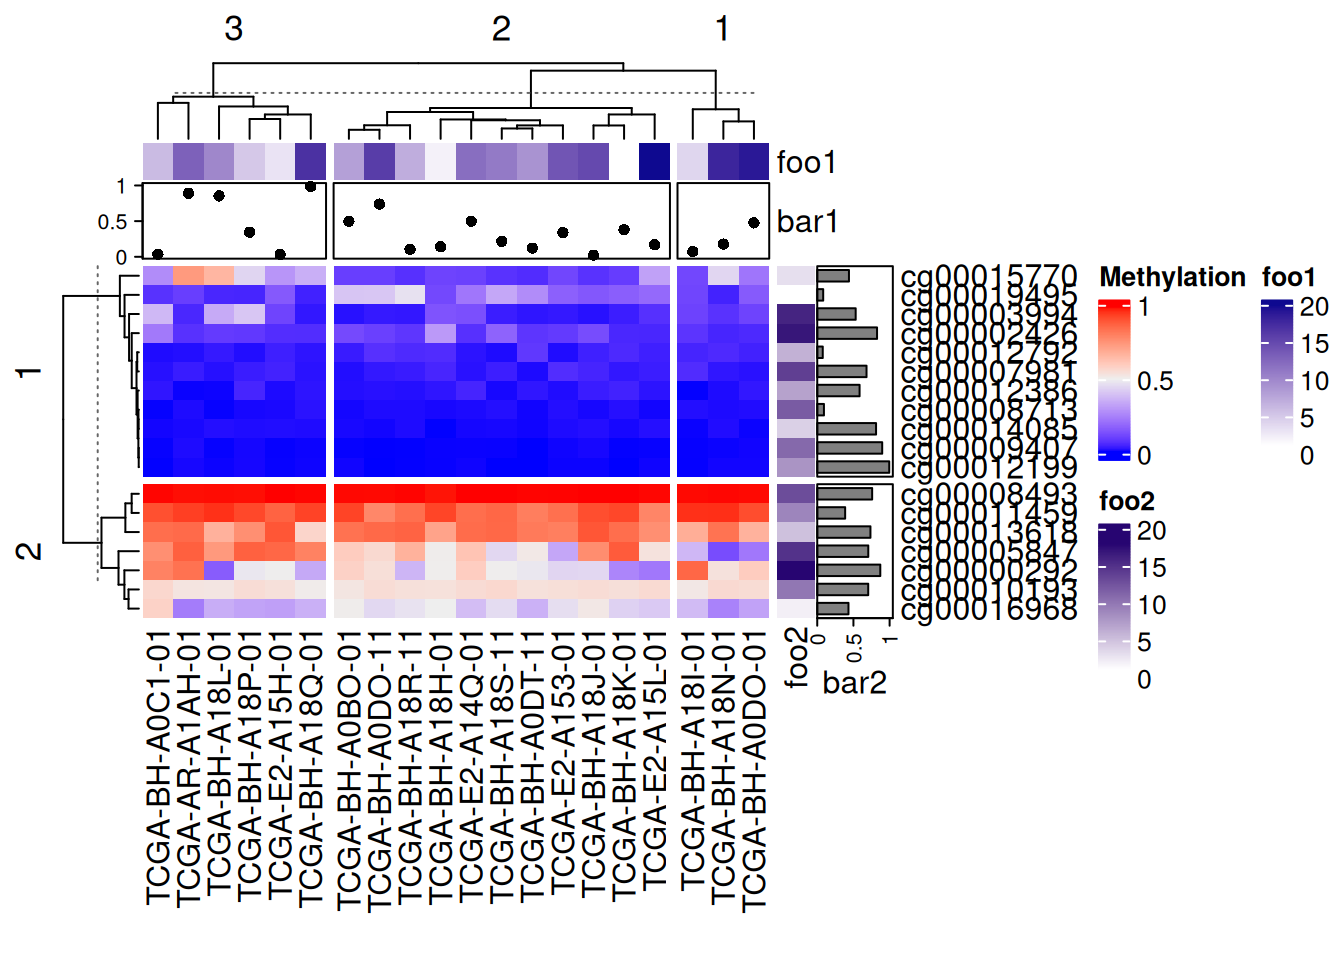 3 2 1
foo1
1
0.5
0
bar1
1
2
cg00015770
cg00019495
cg00003994
cg00002426
cg00012792
cg00007981
cg00012386
cg00008713
cg00014085
cg00009407
cg00012199
cg00008493
cg00011459
cg00013618
cg00005847
cg00000292
cg00010193
cg00016968
TCGA-BH-A0C1-01
TCGA-AR-A1AH-01
TCGA-BH-A18L-01
TCGA-BH-A18P-01
TCGA-E2-A15H-01
TCGA-BH-A18Q-01
TCGA-BH-A0BO-01
TCGA-BH-A0DO-11
TCGA-BH-A18R-11
TCGA-BH-A18H-01
TCGA-E2-A14Q-01
TCGA-BH-A18S-11
TCGA-BH-A0DT-11
TCGA-E2-A153-01
TCGA-BH-A18J-01
TCGA-BH-A18K-01
TCGA-E2-A15L-01
TCGA-BH-A18I-01
TCGA-BH-A18N-01
TCGA-BH-A0DO-01
foo2
0
0.5
1
bar2
Methylation
1
0.5
0
foo1
20
15
10
5
0
foo2
20
15
10
5
0